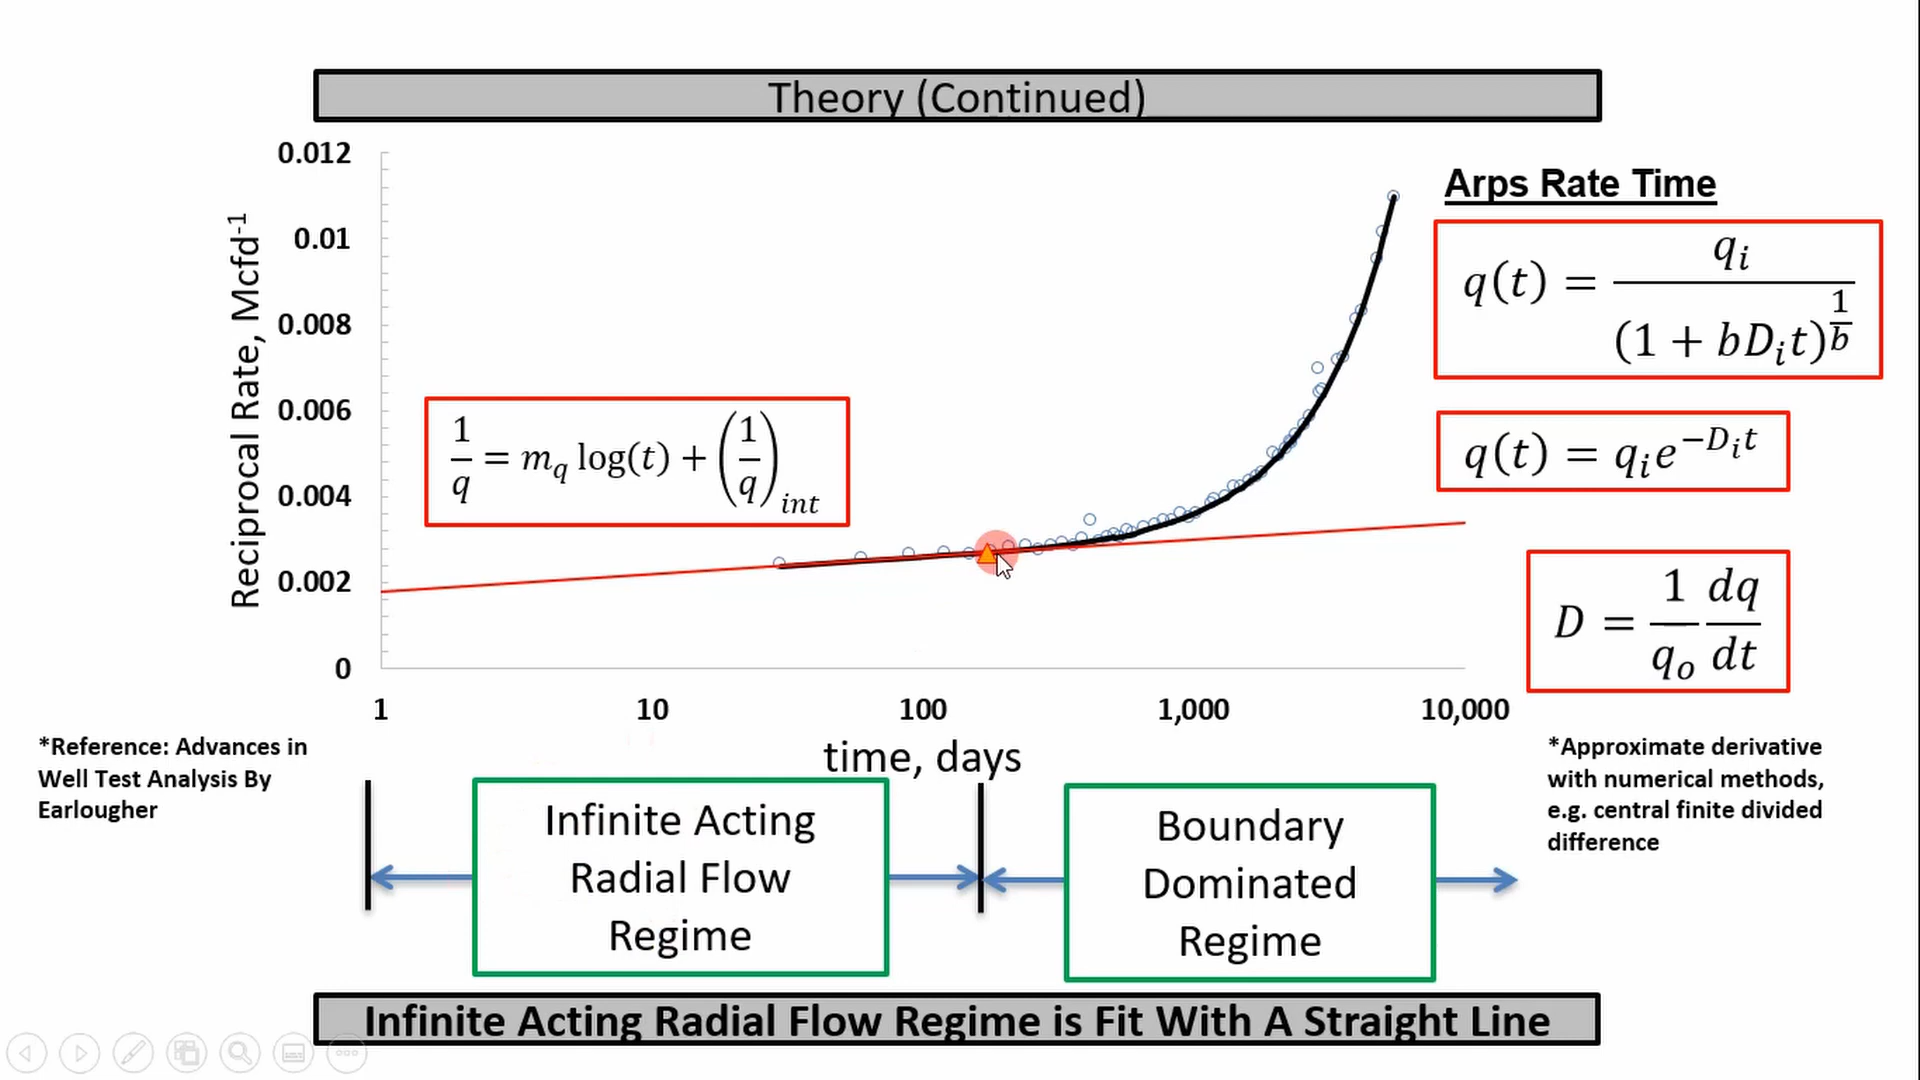 Theory (Continued)
0.012
0.01
0.008
0.006
0.004
0.002
0
Reciprocal Rate, Mcfd⁻¹
1/q = m_q log(t) + (1/q)_int
1
10
100
1,000
10,000
time, days
Arps Rate Time
q(t) = q_i / (1 + bD_i t)^(1/b)
q(t) = q_i e^(−D_i t)
D = 1/q_o dq/dt
*Reference: Advances in
Well Test Analysis By
Earlougher
*Approximate derivative
with numerical methods,
e.g. central finite divided
difference
Infinite Acting
Radial Flow
Regime
Boundary
Dominated
Regime
Infinite Acting Radial Flow Regime is Fit With A Straight Line